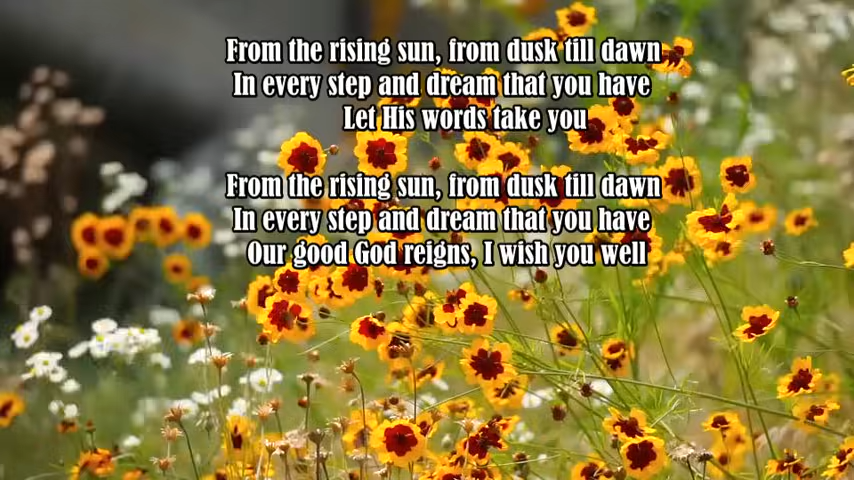 From the rising sun, from dusk till dawn
In every step and dream that you have
Let His words take you
From the rising sun, from dusk till dawn
In every step and dream that you have
Our good God reigns, I wish you well